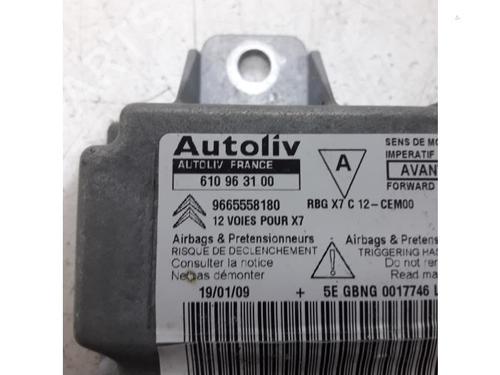 Autoliv
AUTOLIV FRANCE
610 96 31 00
9665558180
12 VOIES POUR X7
A
RBG X7 C 12-CEM00
SENS DE MO
IMPERATIF
AVAN
FORWARD
Airbags & Pretensionneurs
RISQUE DE DECLENCHEMENT
Consulter la notice
Ne pas démonter
Airbags & Pretens
TRIGGERING HAS
Do not rem
Read ma
19/01/09 + 5E GBNG 0017746